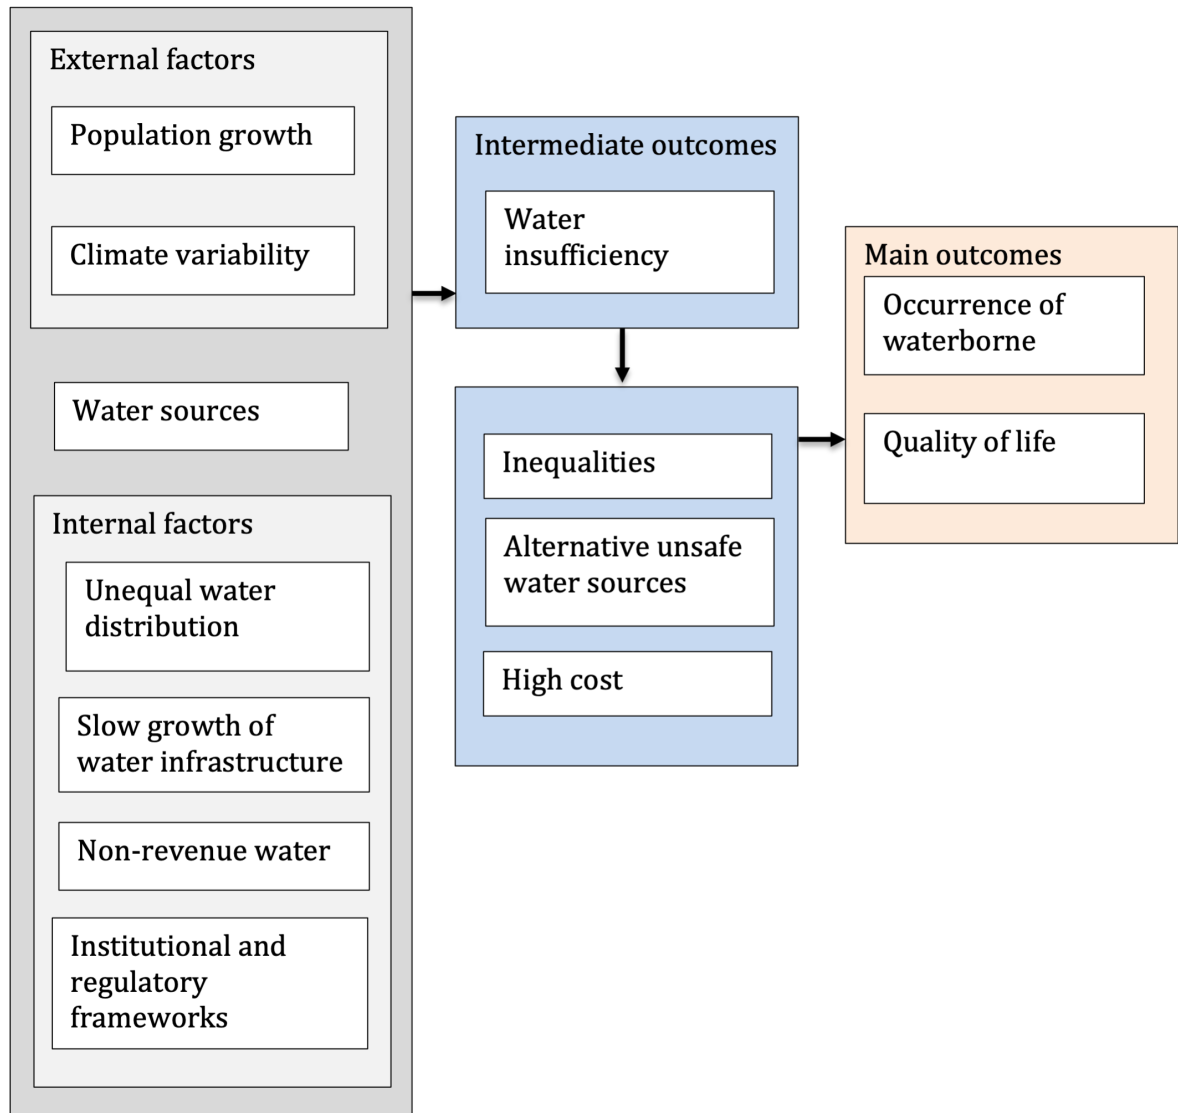 External factors
Population growth
Climate variability
Water sources
Internal factors
Unequal water
distribution
Slow growth of
water infrastructure
Non-revenue water
Institutional and
regulatory
frameworks
Intermediate outcomes
Water
insufficiency
Inequalities
Alternative unsafe
water sources
High cost
Main outcomes
Occurrence of
waterborne
Quality of life